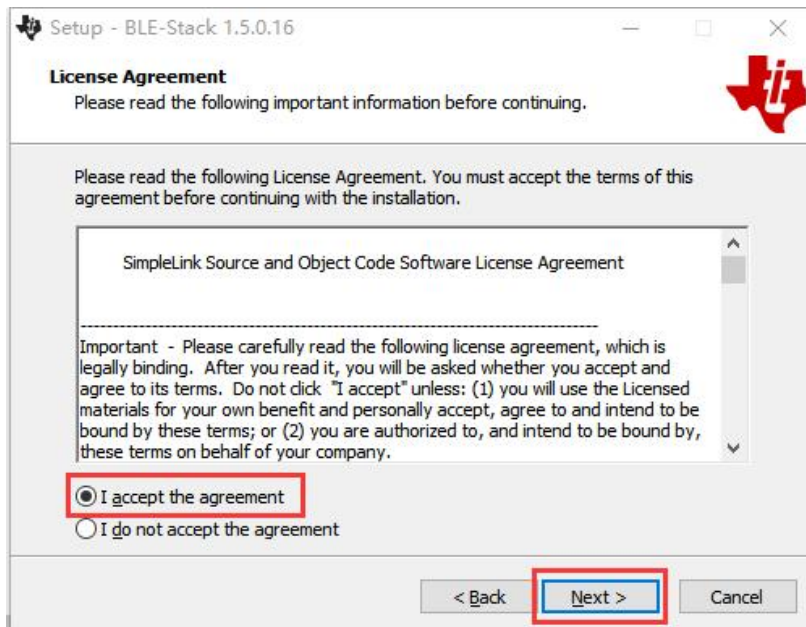 Setup - BLE-Stack 1.5.0.16
License Agreement
Please read the following important information before continuing.
Please read the following License Agreement. You must accept the terms of this
agreement before continuing with the installation.
SimpleLink Source and Object Code Software License Agreement
--------------------------------------------------------------------------------
Important - Please carefully read the following license agreement, which is
legally binding. After you read it, you will be asked whether you accept and
agree to its terms. Do not click "I accept" unless: (1) you will use the Licensed
materials for your own benefit and personally accept, agree to and intend to be
bound by these terms; or (2) you are authorized to, and intend to be bound by,
these terms on behalf of your company.
I accept the agreement
I do not accept the agreement
< Back Next > Cancel